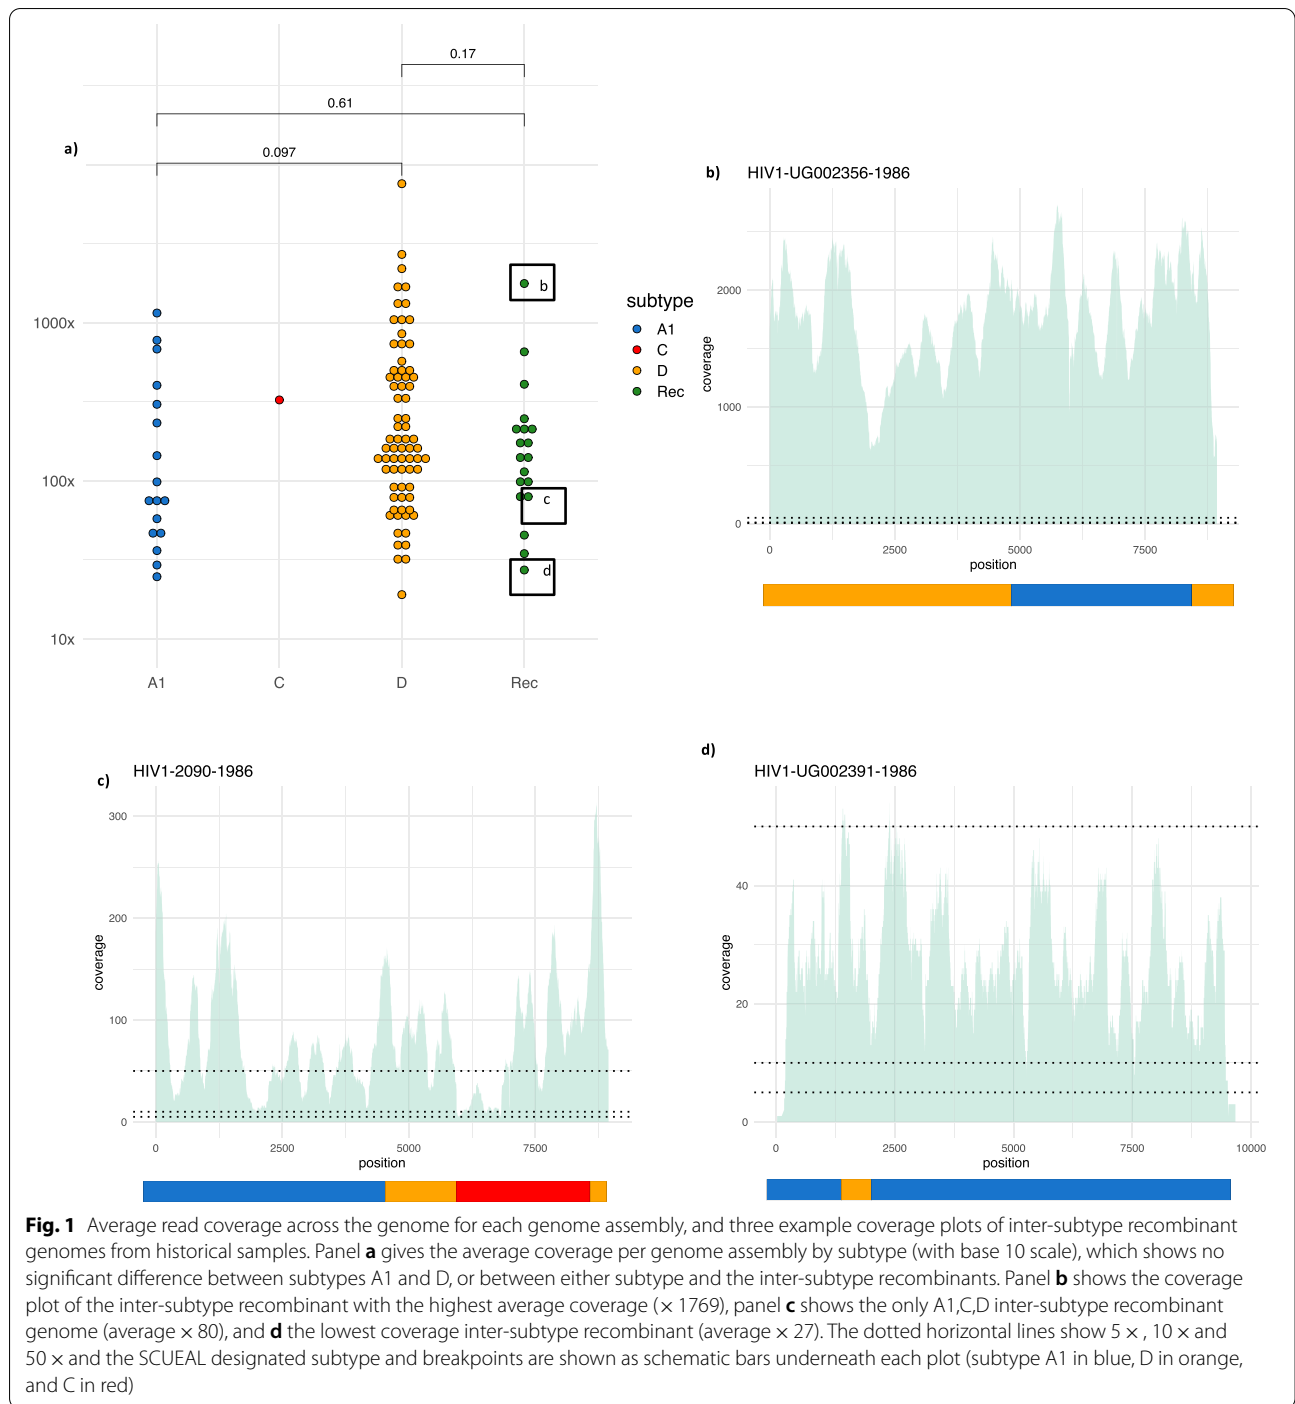 0.17
0.61
a)
0.097
1000x
100x
10x
b
c
d
A1
C
D
Rec
subtype
A1
C
D
Rec
b)
HIV1-UG002356-1986
coverage
2000
1000
0
0
2500
5000
7500
position
c)
HIV1-2090-1986
coverage
300
200
100
0
0
2500
5000
7500
position
d)
HIV1-UG002391-1986
coverage
40
20
0
0
2500
5000
7500
10000
position
Fig. 1 Average read coverage across the genome for each genome assembly, and three example coverage plots of inter-subtype recombinant
genomes from historical samples. Panel a gives the average coverage per genome assembly by subtype (with base 10 scale), which shows no
significant difference between subtypes A1 and D, or between either subtype and the inter-subtype recombinants. Panel b shows the coverage
plot of the inter-subtype recombinant with the highest average coverage (× 1769), panel c shows the only A1,C,D inter-subtype recombinant
genome (average × 80), and d the lowest coverage inter-subtype recombinant (average × 27). The dotted horizontal lines show 5 × , 10 × and
50 × and the SCUEAL designated subtype and breakpoints are shown as schematic bars underneath each plot (subtype A1 in blue, D in orange,
and C in red)